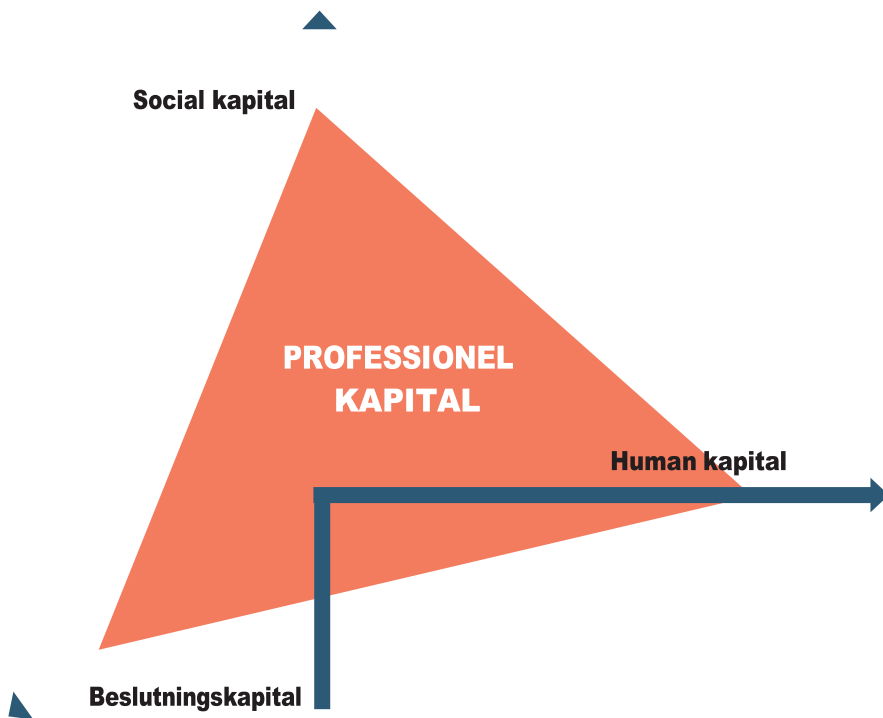 Social kapital
PROFESSIONEL
KAPITAL
Human kapital
Beslutningskapital